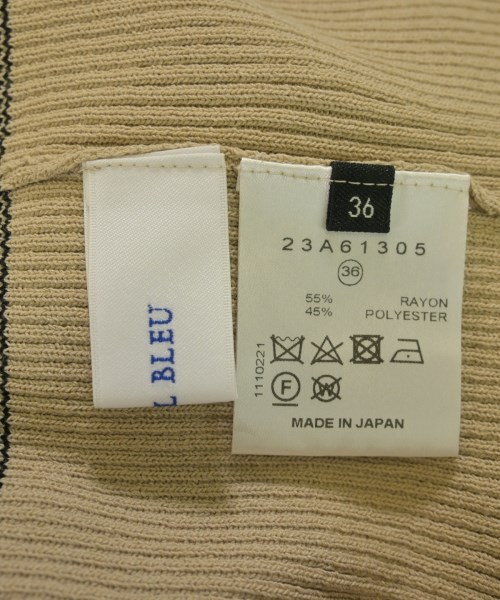 L BLEU
36
23A61305
36
55% RAYON
45% POLYESTER
1110221
F
W
MADE IN JAPAN